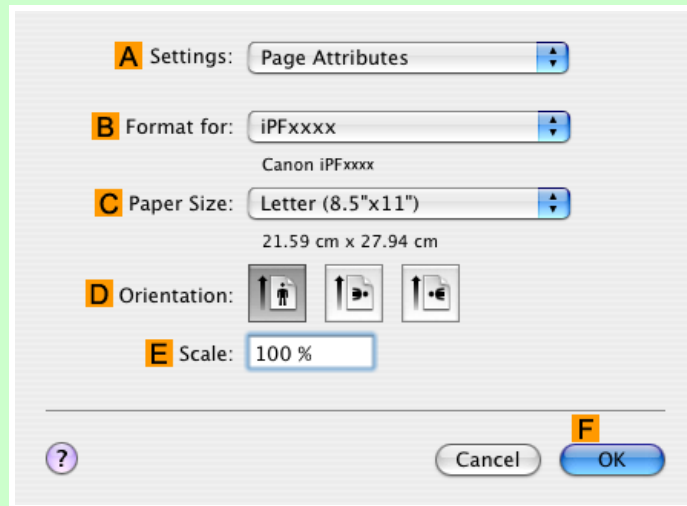 A Settings: Page Attributes
B Format for: iPFxxxx
Canon iPFxxxx
C Paper Size: Letter (8.5"x11")
21.59 cm x 27.94 cm
D Orientation:
E Scale: 100 %
F
? Cancel OK